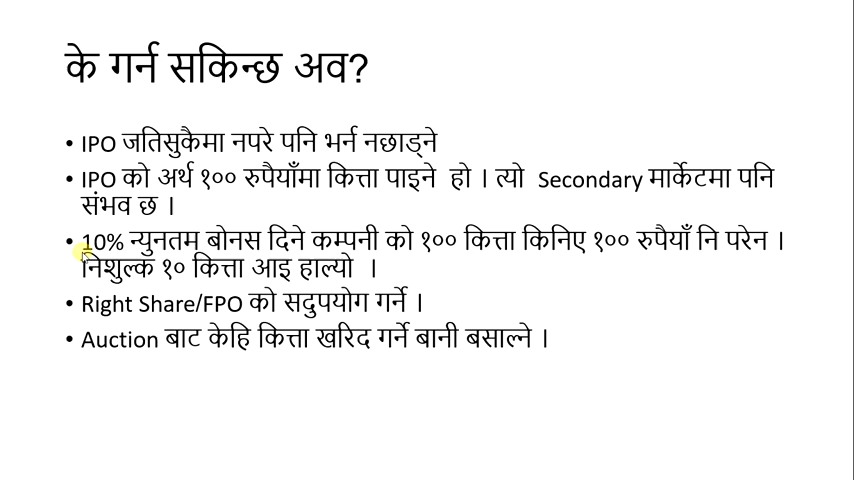 के गर्न सकिन्छ अव?
• IPO जतिसुकैमा नपरे पनि भर्न नछाड्ने
• IPO को अर्थ १०० रुपैयाँमा कित्ता पाइने हो । त्यो Secondary मार्केटमा पनि
संभव छ ।
• 10% न्युनतम बोनस दिने कम्पनी को १०० कित्ता किनिए १०० रुपैयाँ नि परेन ।
निशुल्क १० कित्ता आइ हाल्यो ।
• Right Share/FPO को सदुपयोग गर्ने ।
• Auction बाट केहि कित्ता खरिद गर्ने बानी बसाल्ने ।